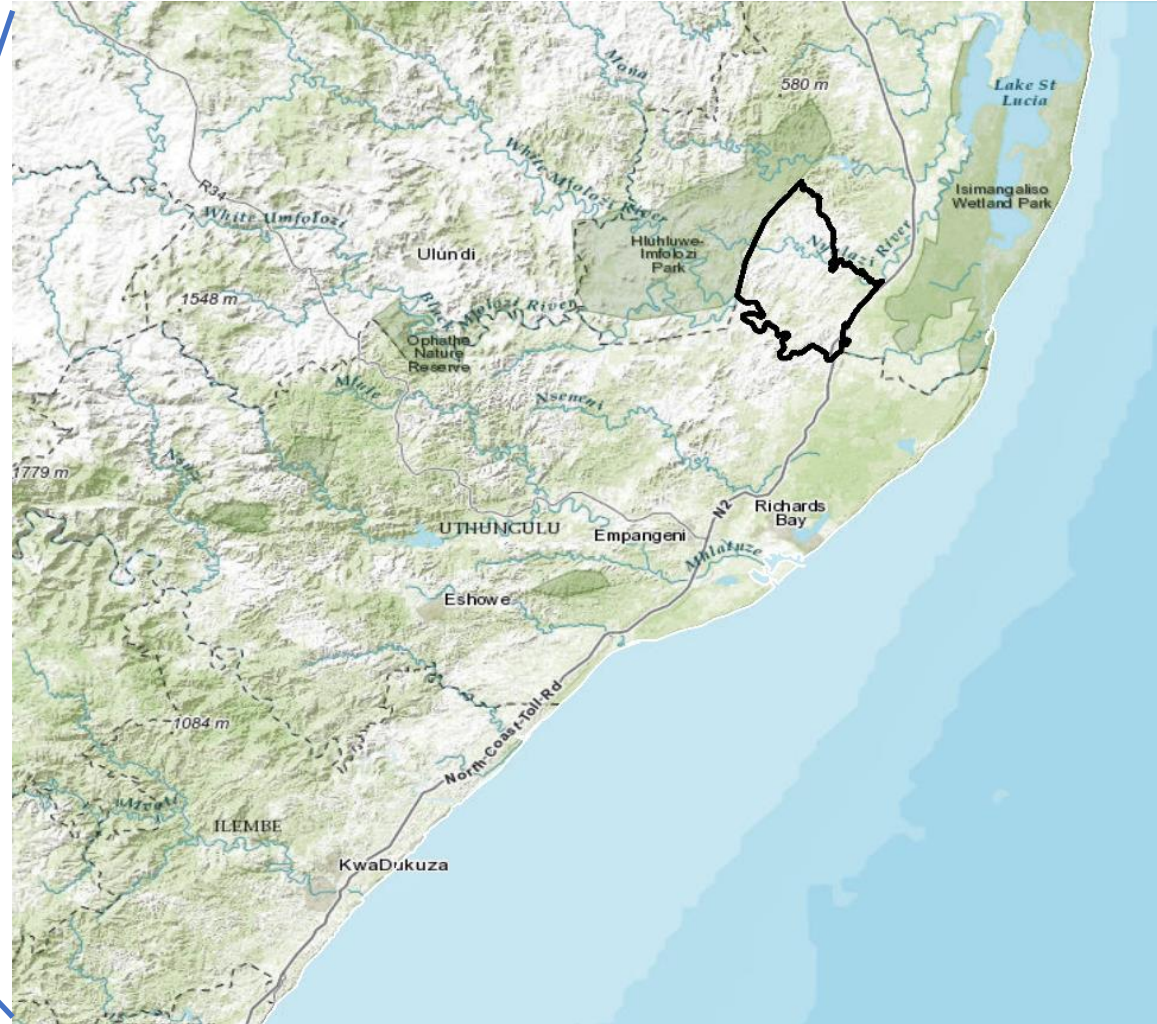 Mona
580 m
Lake St
Lucia
White Mfolozi River
R34
White Umfolozi
Isimangaliso
Wetland Park
Hluhluwe-
Imfolozi
Park
River
Ulundi
1548 m
Mfolozi River
Ophathe
Nature
Reserve
Mfule
Nseleni
1779 m
Nsuze
N2
Richards
Bay
UTHUNGULU
Empangeni
Mhlatuze
Eshowe
North-Coast-Toll-Rd
1084 m
Mvoti
ILEMBE
KwaDukuza